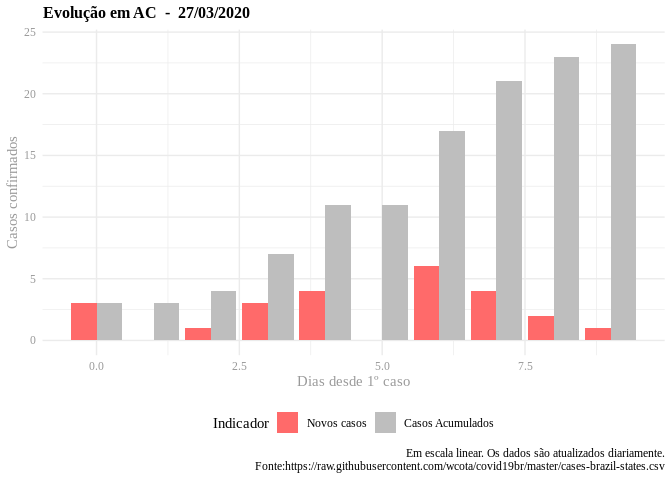 Evolução em AC  -  27/03/2020
Casos confirmados
25
20
15
10
5
0
0.0
2.5
5.0
7.5
Dias desde 1º caso
Indicador
Novos casos
Casos Acumulados
Em escala linear. Os dados são atualizados diariamente.
Fonte:https://raw.githubusercontent.com/wcota/covid19br/master/cases-brazil-states.csv